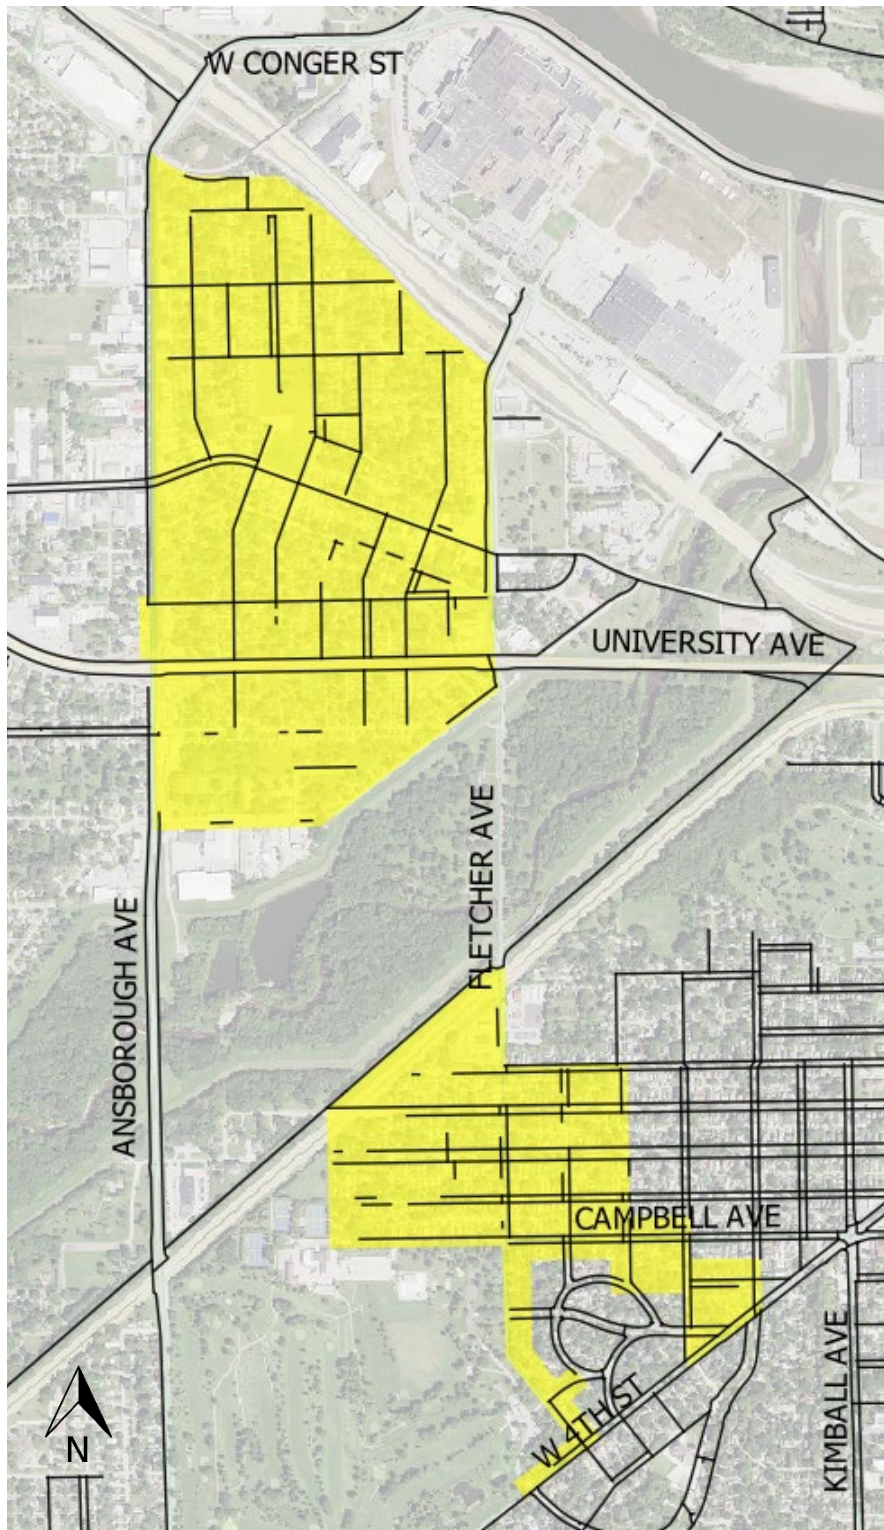 W CONGER ST
UNIVERSITY AVE
FLETCHER AVE
ANSBOROUGH AVE
CAMPBELL AVE
KIMBALL AVE
W 4TH ST
N